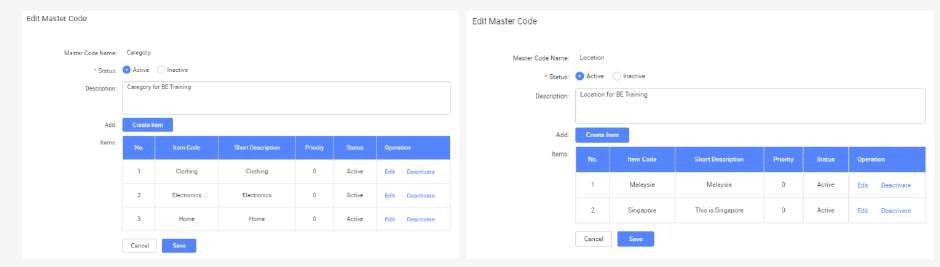 Edit Master Code
Master Code Name: Category
* Status: Active Inactive
Description: Category for BE Training
Add: Create Item
Items: No. Item Code Short Description Priority Status Operation
1 Clothing Clothing 0 Active Edit Deactivate
2 Electronics Electronics 0 Active Edit Deactivate
3 Home Home 0 Active Edit Deactivate
Cancel Save
Edit Master Code
Master Code Name: Location
* Status: Active Inactive
Description: Location for BE Training
Add: Create Item
Items: No. Item Code Short Description Priority Status Operation
1 Malaysia Malaysia 0 Active Edit Deactivate
2 Singapore This is Singapore 0 Active Edit Deactivate
Cancel Save